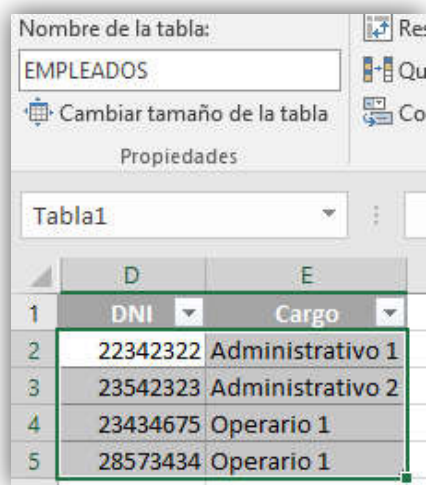 Nombre de la tabla:
EMPLEADOS
Cambiar tamaño de la tabla
Propiedades
Tabla1
D E
1 DNI Cargo
2 22342322 Administrativo 1
3 23542323 Administrativo 2
4 23434675 Operario 1
5 28573434 Operario 1